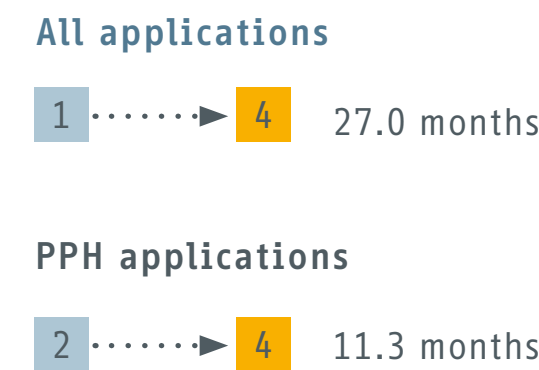 All applications
1 4 27.0 months
PPH applications
2 4 11.3 months